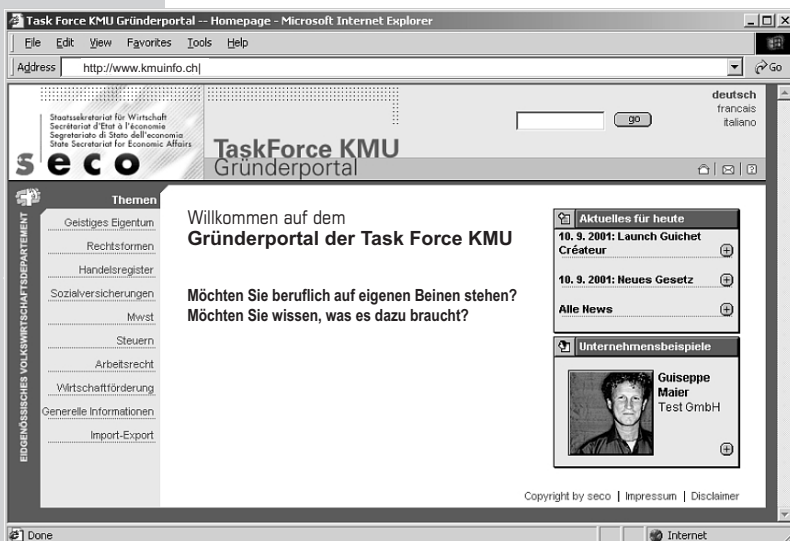 Task Force KMU Gründerportal -- Homepage - Microsoft Internet Explorer
File Edit View Favorites Tools Help
Address http://www.kmuinfo.ch| Go
Staatssekretariat für Wirtschaft
Secrétariat d'Etat à l'économie
Segretariato di Stato dell'economia
State Secretariat for Economic Affairs
seco
TaskForce KMU
Gründerportal
go
deutsch
francais
italiano
EIDGENÖSSISCHES VOLKSWIRTSCHAFTSDEPARTEMENT
Themen
Geistiges Eigentum
Rechtsformen
Handelsregister
Sozialversicherungen
Mwst
Steuern
Arbeitsrecht
Wirtschaftförderung
Generelle Informationen
Import-Export
Willkommen auf dem
Gründerportal der Task Force KMU
Möchten Sie beruflich auf eigenen Beinen stehen?
Möchten Sie wissen, was es dazu braucht?
Aktuelles für heute
10. 9. 2001: Launch Guichet
Créateur
10. 9. 2001: Neues Gesetz
Alle News
Unternehmensbeispiele
Guiseppe
Maier
Test GmbH
Copyright by seco | Impressum | Disclaimer
Done Internet